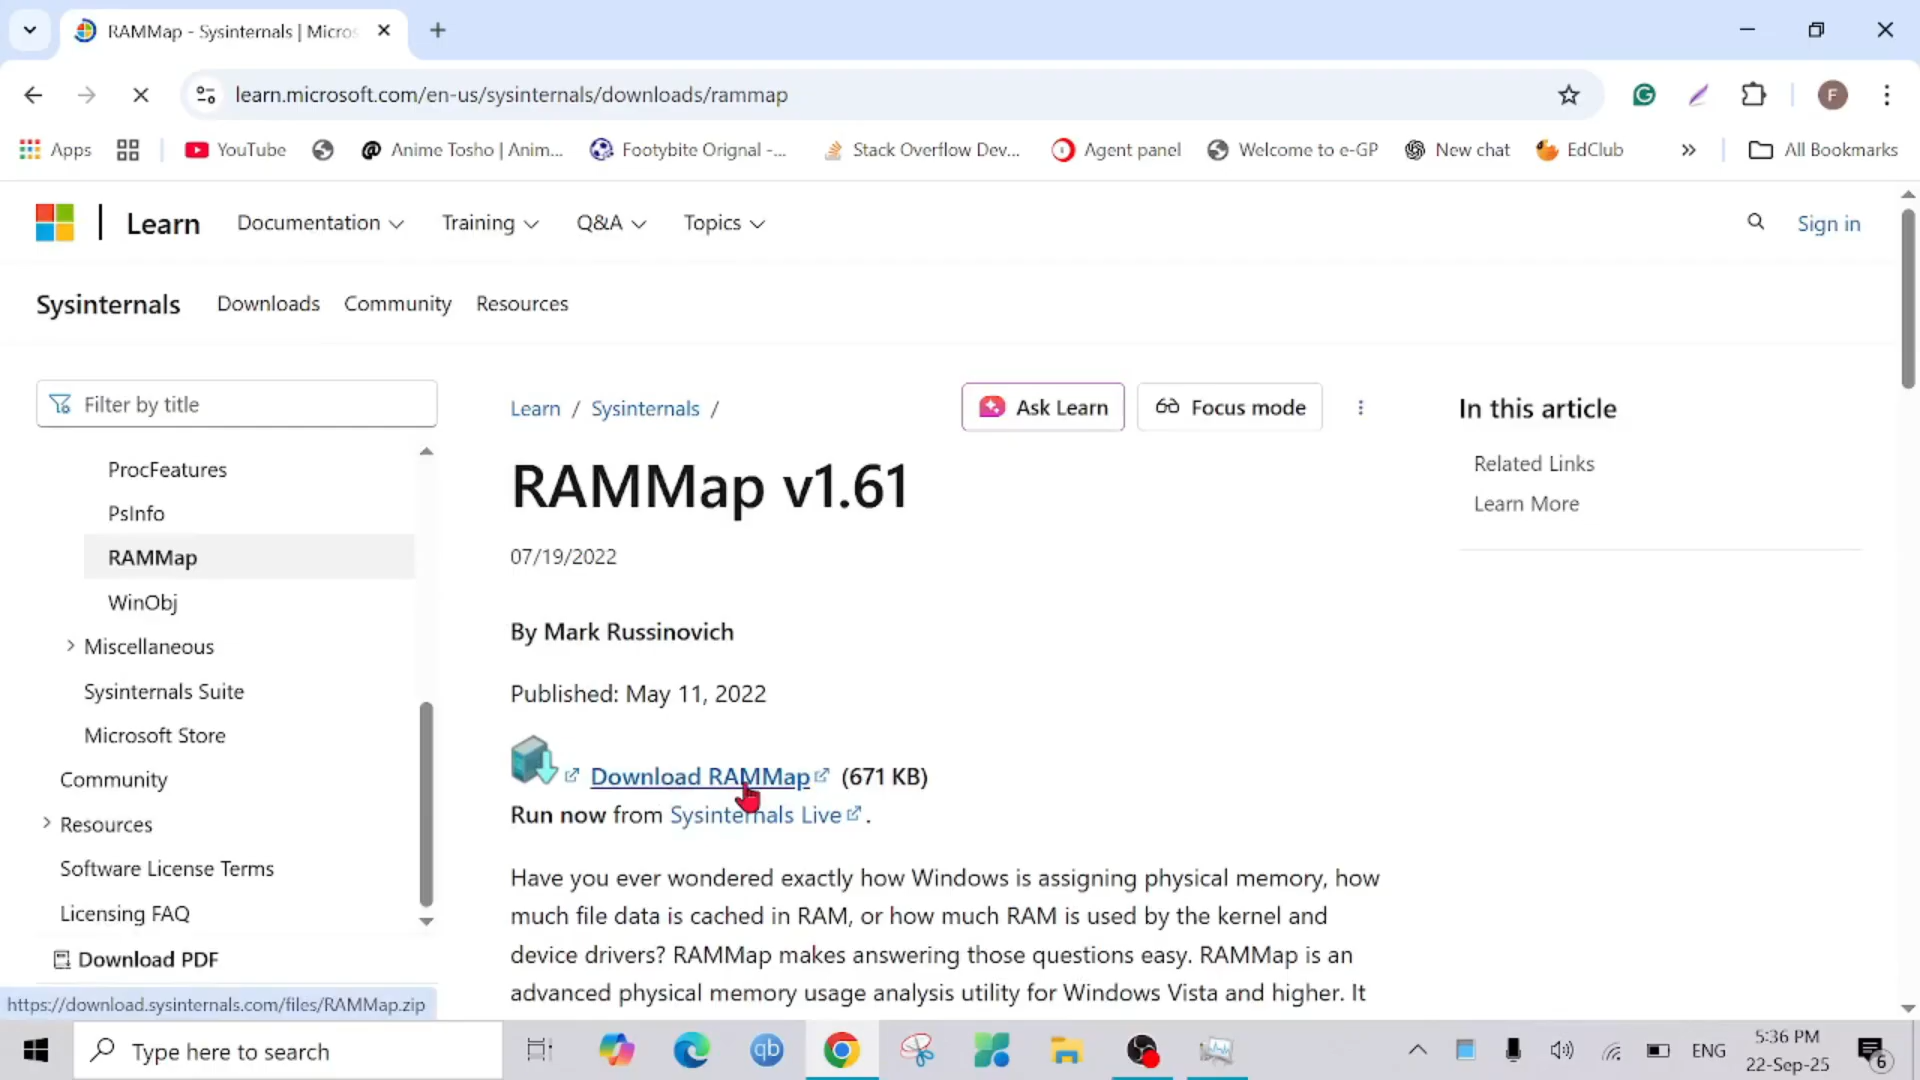 RAMMap - Sysinternals | Micros
learn.microsoft.com/en-us/sysinternals/downloads/rammap
F
Apps
YouTube
Anime Tosho | Anim...
Footybite Orignal -...
Stack Overflow Dev...
Agent panel
Welcome to e-GP
New chat
EdClub
All Bookmarks
Learn
Documentation
Training
Q&A
Topics
Sign in
Sysinternals
Downloads
Community
Resources
Filter by title
ProcFeatures
PsInfo
RAMMap
WinObj
Miscellaneous
Sysinternals Suite
Microsoft Store
Community
Resources
Software License Terms
Licensing FAQ
Download PDF
https://download.sysinternals.com/files/RAMMap.zip
Learn / Sysinternals /
Ask Learn
Focus mode
RAMMap v1.61
07/19/2022
By Mark Russinovich
Published: May 11, 2022
Download RAMMap (671 KB)
Run now from Sysinternals Live .
Have you ever wondered exactly how Windows is assigning physical memory, how
much file data is cached in RAM, or how much RAM is used by the kernel and
device drivers? RAMMap makes answering those questions easy. RAMMap is an
advanced physical memory usage analysis utility for Windows Vista and higher. It
In this article
Related Links
Learn More
Type here to search
qb
ENG
5:36 PM
22-Sep-25
6